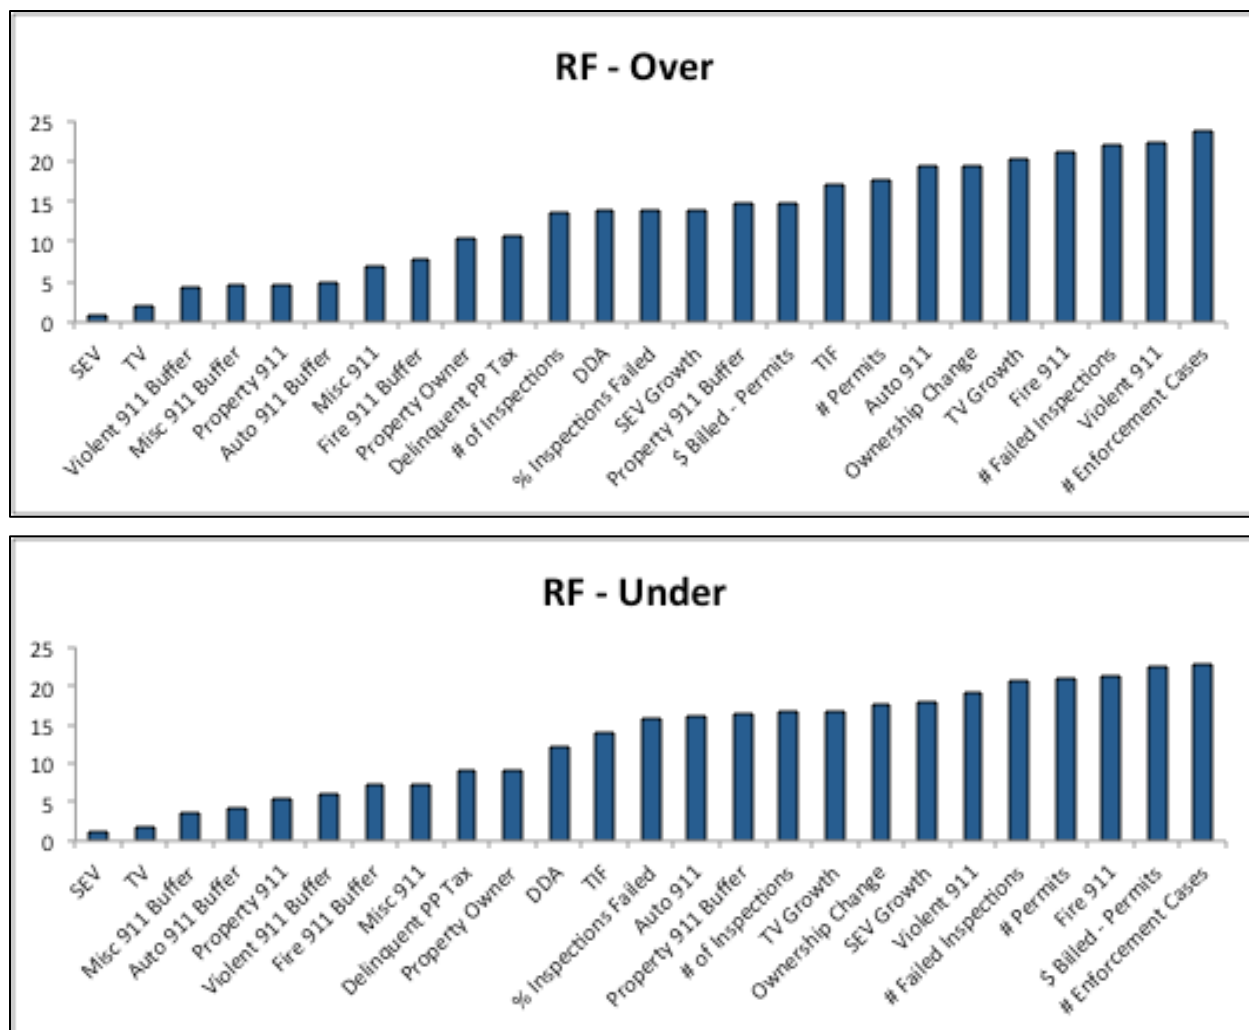 RF - Over
25
20
15
10
5
0
SEV
TV
Violent 911 Buffer
Misc 911 Buffer
Property 911
Auto 911 Buffer
Misc 911
Fire 911 Buffer
Property Owner
Delinquent PP Tax
# of Inspections
DDA
% Inspections Failed
SEV Growth
Property 911 Buffer
$ Billed - Permits
TIF
# Permits
Auto 911
Ownership Change
TV Growth
Fire 911
# Failed Inspections
Violent 911
# Enforcement Cases
RF - Under
25
20
15
10
5
0
SEV
TV
Misc 911 Buffer
Auto 911 Buffer
Property 911
Violent 911 Buffer
Fire 911 Buffer
Misc 911
Delinquent PP Tax
Property Owner
DDA
TIF
% Inspections Failed
Auto 911
Property 911 Buffer
# of Inspections
TV Growth
Ownership Change
SEV Growth
Violent 911
# Failed Inspections
# Permits
Fire 911
$ Billed - Permits
# Enforcement Cases